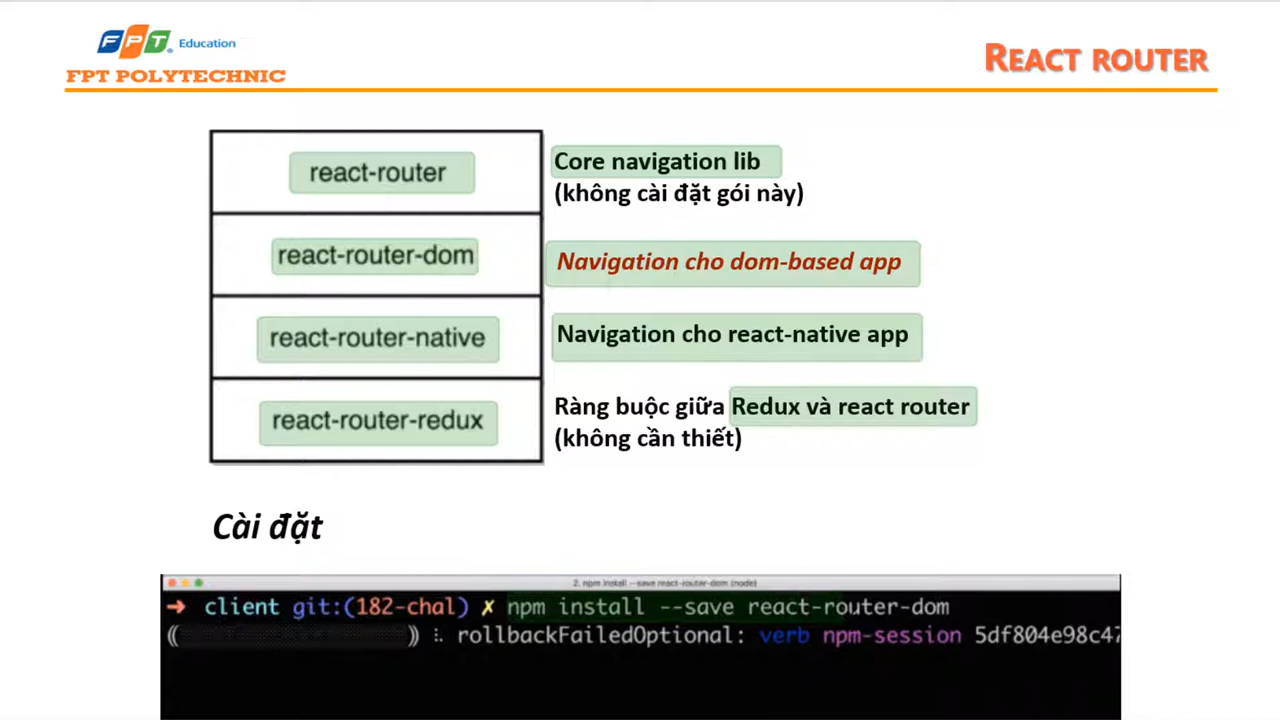 FPT. Education
FPT POLYTECHNIC
REACT ROUTER
react-router
Core navigation lib
(không cài đặt gói này)
react-router-dom
Navigation cho dom-based app
react-router-native
Navigation cho react-native app
react-router-redux
Ràng buộc giữa Redux và react router
(không cần thiết)
Cài đặt
2. npm install --save react-router-dom (node)
➜ client git:(182-chal) ✗ npm install --save react-router-dom
rollbackFailedOptional: verb npm-session 5df804e98c47